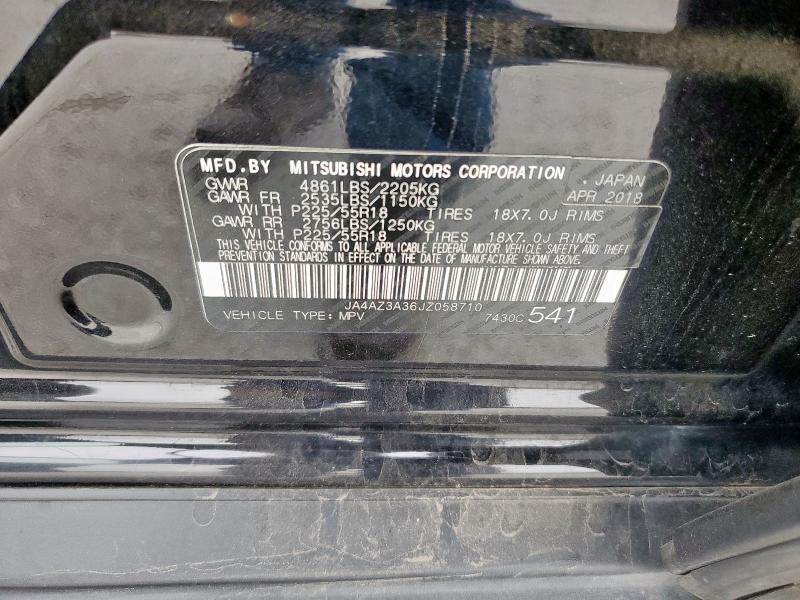 MFD.BY MITSUBISHI MOTORS CORPORATION . JAPAN
GVWR 4861LBS/2205KG APR 2018
GAWR FR 2535LBS/1150KG
WITH P225/55R18 TIRES 18X7.0J RIMS
GAWR RR 2756LBS/1250KG
WITH P225/55R18 TIRES 18X7.0J RIMS
THIS VEHICLE CONFORMS TO ALL APPLICABLE FEDERAL MOTOR VEHICLE SAFETY AND THEFT
PREVENTION STANDARDS IN EFFECT ON THE DATE OF MANUFACTURE SHOWN ABOVE.
JA4AZ3A36JZ058710
VEHICLE TYPE: MPV 7430C 541